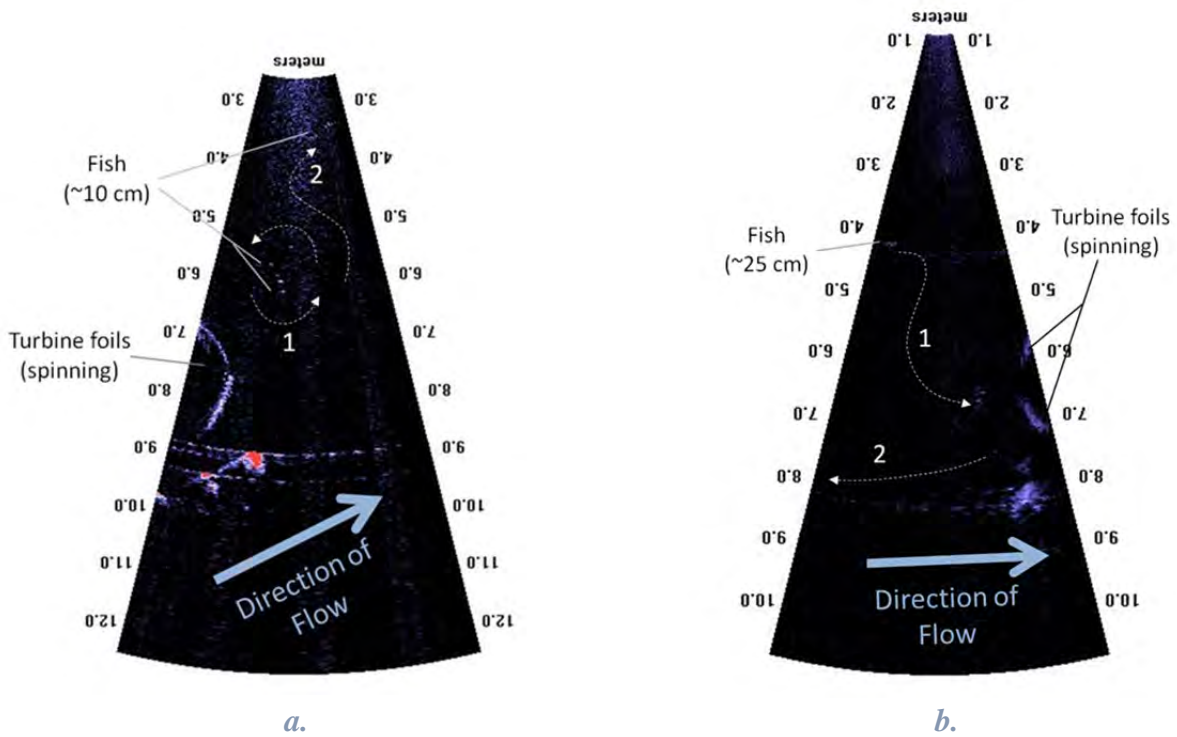 meters
3.0 3.0
4.0 4.0
Fish
(~10 cm)
2
5.0 5.0
6.0 6.0
7.0 7.0
1
Turbine foils
(spinning)
8.0 8.0
9.0 9.0
10.0 10.0
11.0 11.0
Direction of
Flow
12.0 12.0
a.
meters
1.0 1.0
2.0 2.0
3.0 3.0
4.0 4.0
Turbine foils
(spinning)
Fish
(~25 cm)
5.0 5.0
1
6.0 6.0
7.0 7.0
2
8.0 8.0
9.0 9.0
10.0 10.0
Direction of
Flow
b.